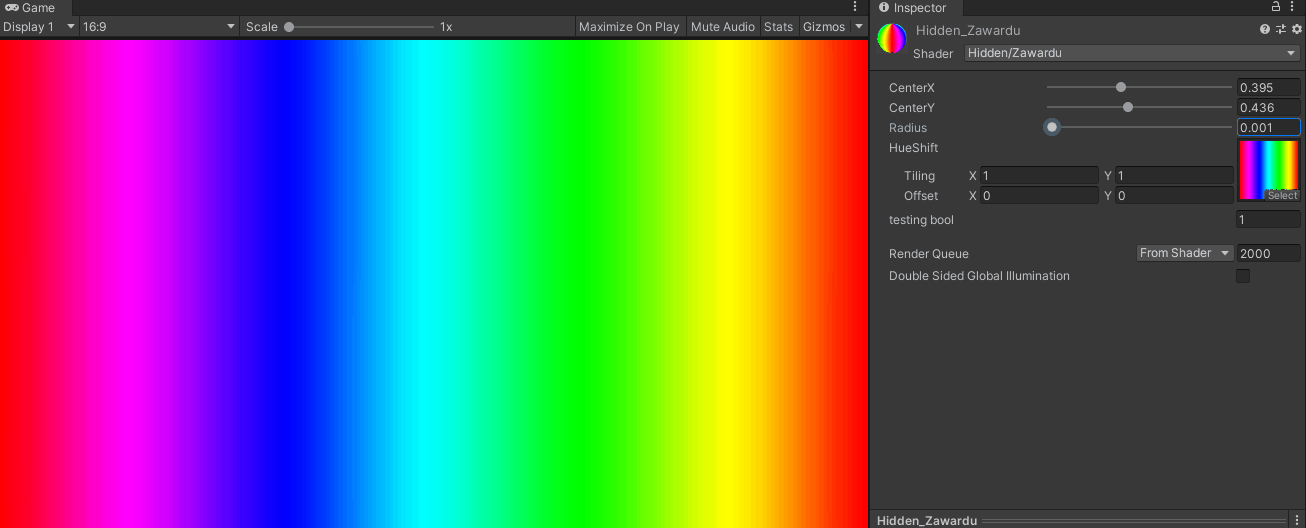 Game
Display 1 16:9 Scale 1x Maximize On Play Mute Audio Stats Gizmos
Inspector
Hidden_Zawardu
Shader Hidden/Zawardu
CenterX 0.395
CenterY 0.436
Radius 0.001
HueShift
Tiling X 1 Y 1
Offset X 0 Y 0
Select
testing bool 1
Render Queue From Shader 2000
Double Sided Global Illumination
Hidden_Zawardu